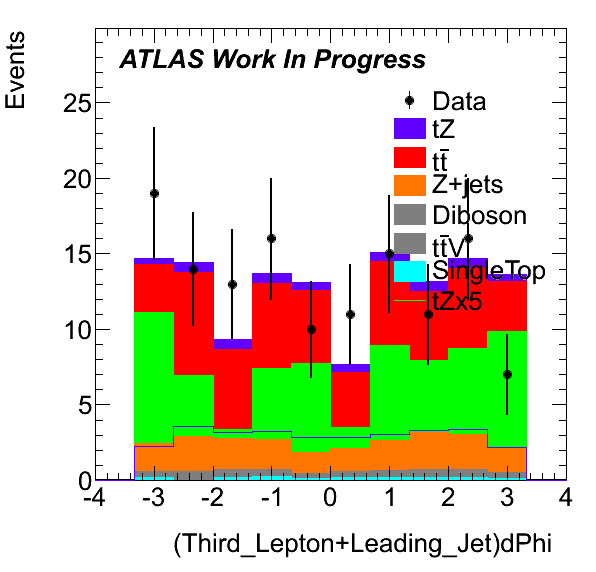 Events
ATLAS Work In Progress
Data
tZ
tt̄
Z+jets
Diboson
tt̄V
SingleTop
tZx5
25
20
15
10
5
0
-4 -3 -2 -1 0 1 2 3 4
(Third_Lepton+Leading_Jet)dPhi